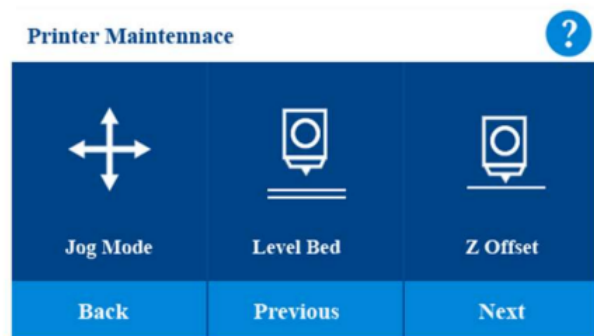 Printer Maintennace
?
Jog Mode Level Bed Z Offset
Back Previous Next